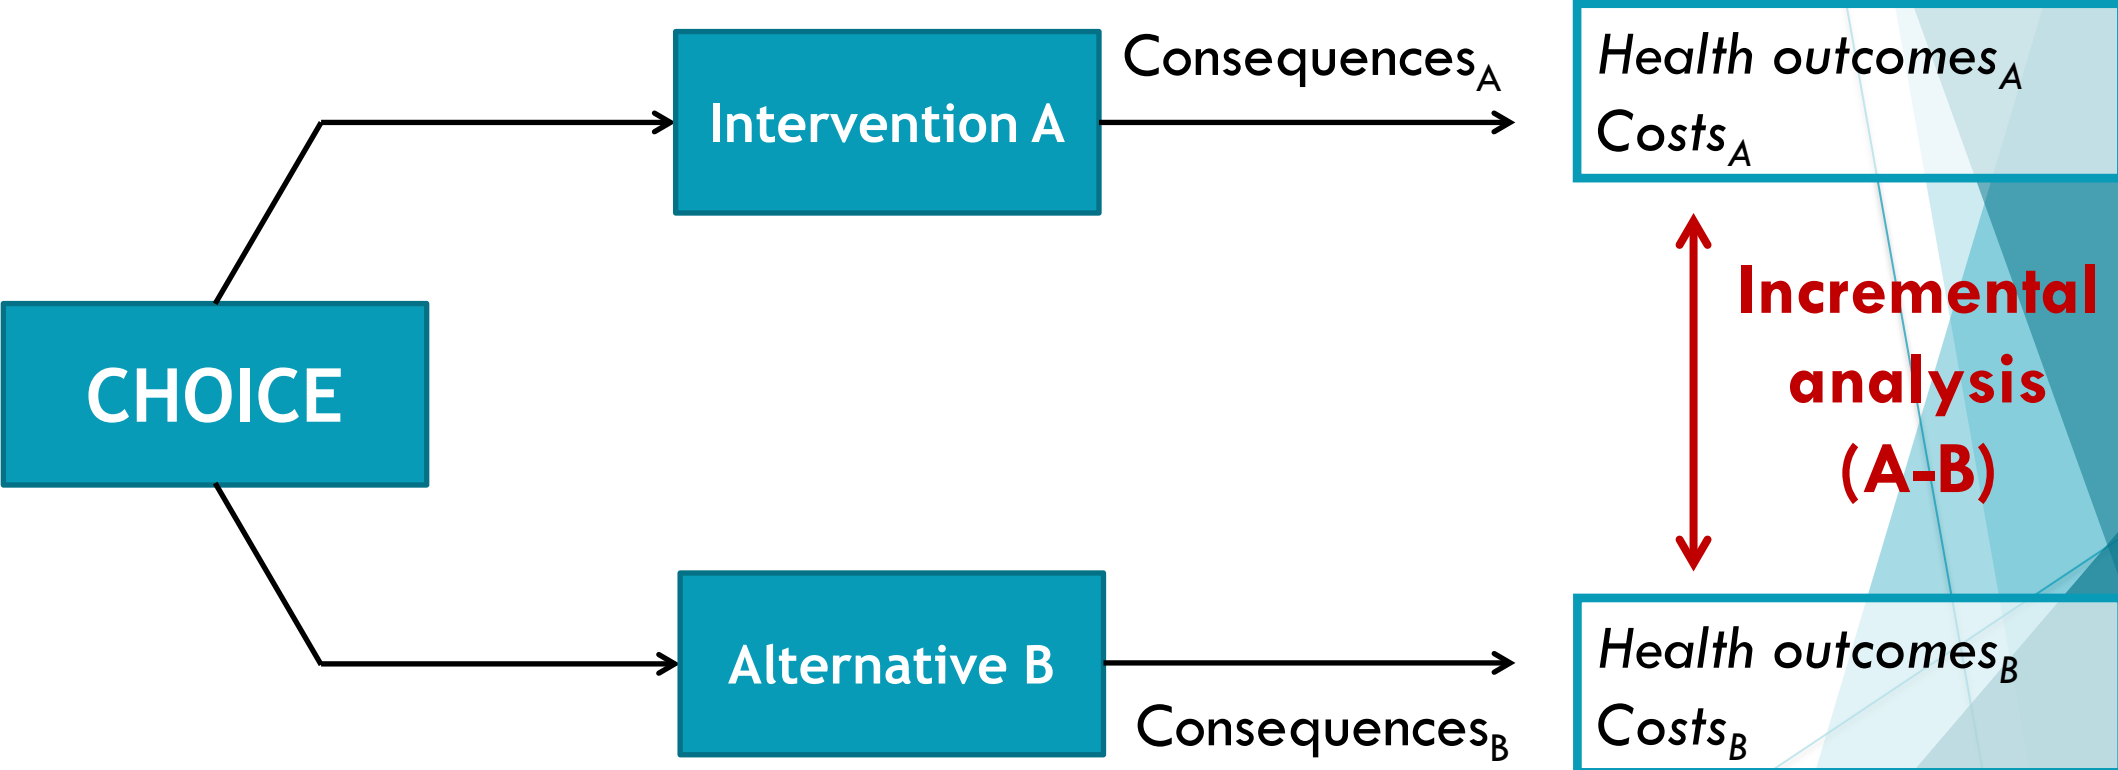 Consequences_A
Health outcomes_A
Costs_A
Intervention A
CHOICE
Incremental
analysis
(A-B)
Alternative B
Consequences_B
Health outcomes_B
Costs_B